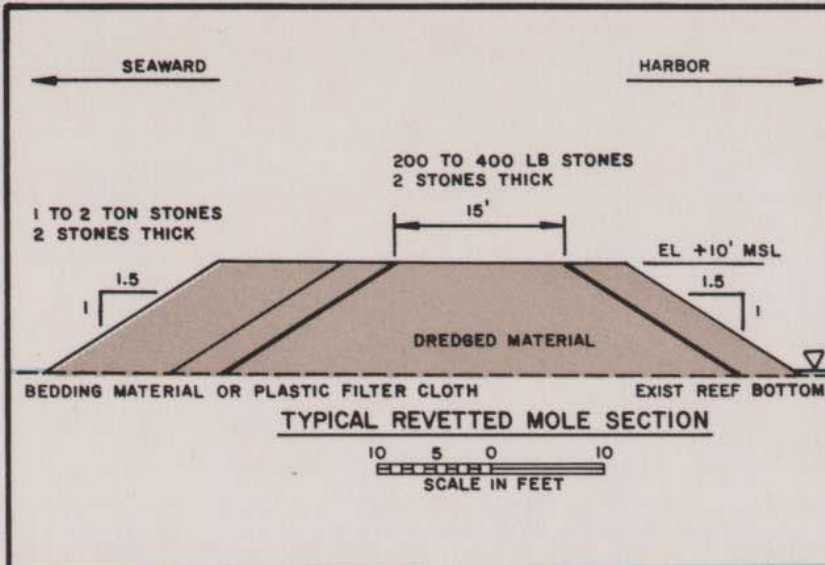 SEAWARD
HARBOR
200 TO 400 LB STONES
2 STONES THICK
15'
1 TO 2 TON STONES
2 STONES THICK
EL +10' MSL
1.5
1
1.5
1
DREDGED MATERIAL
BEDDING MATERIAL OR PLASTIC FILTER CLOTH
EXIST REEF BOTTOM
TYPICAL REVETTED MOLE SECTION
10 5 0 10
SCALE IN FEET